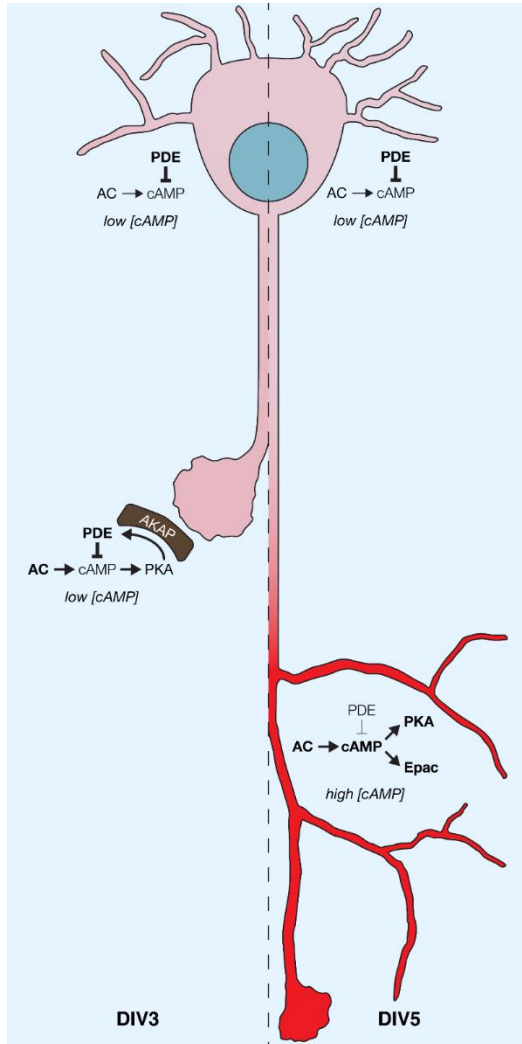 PDE
AC → cAMP
low [cAMP]
PDE
AC → cAMP
low [cAMP]
AKAP
PDE
AC → cAMP → PKA
low [cAMP]
PDE
PKA
AC → cAMP
Epac
high [cAMP]
DIV3
DIV5